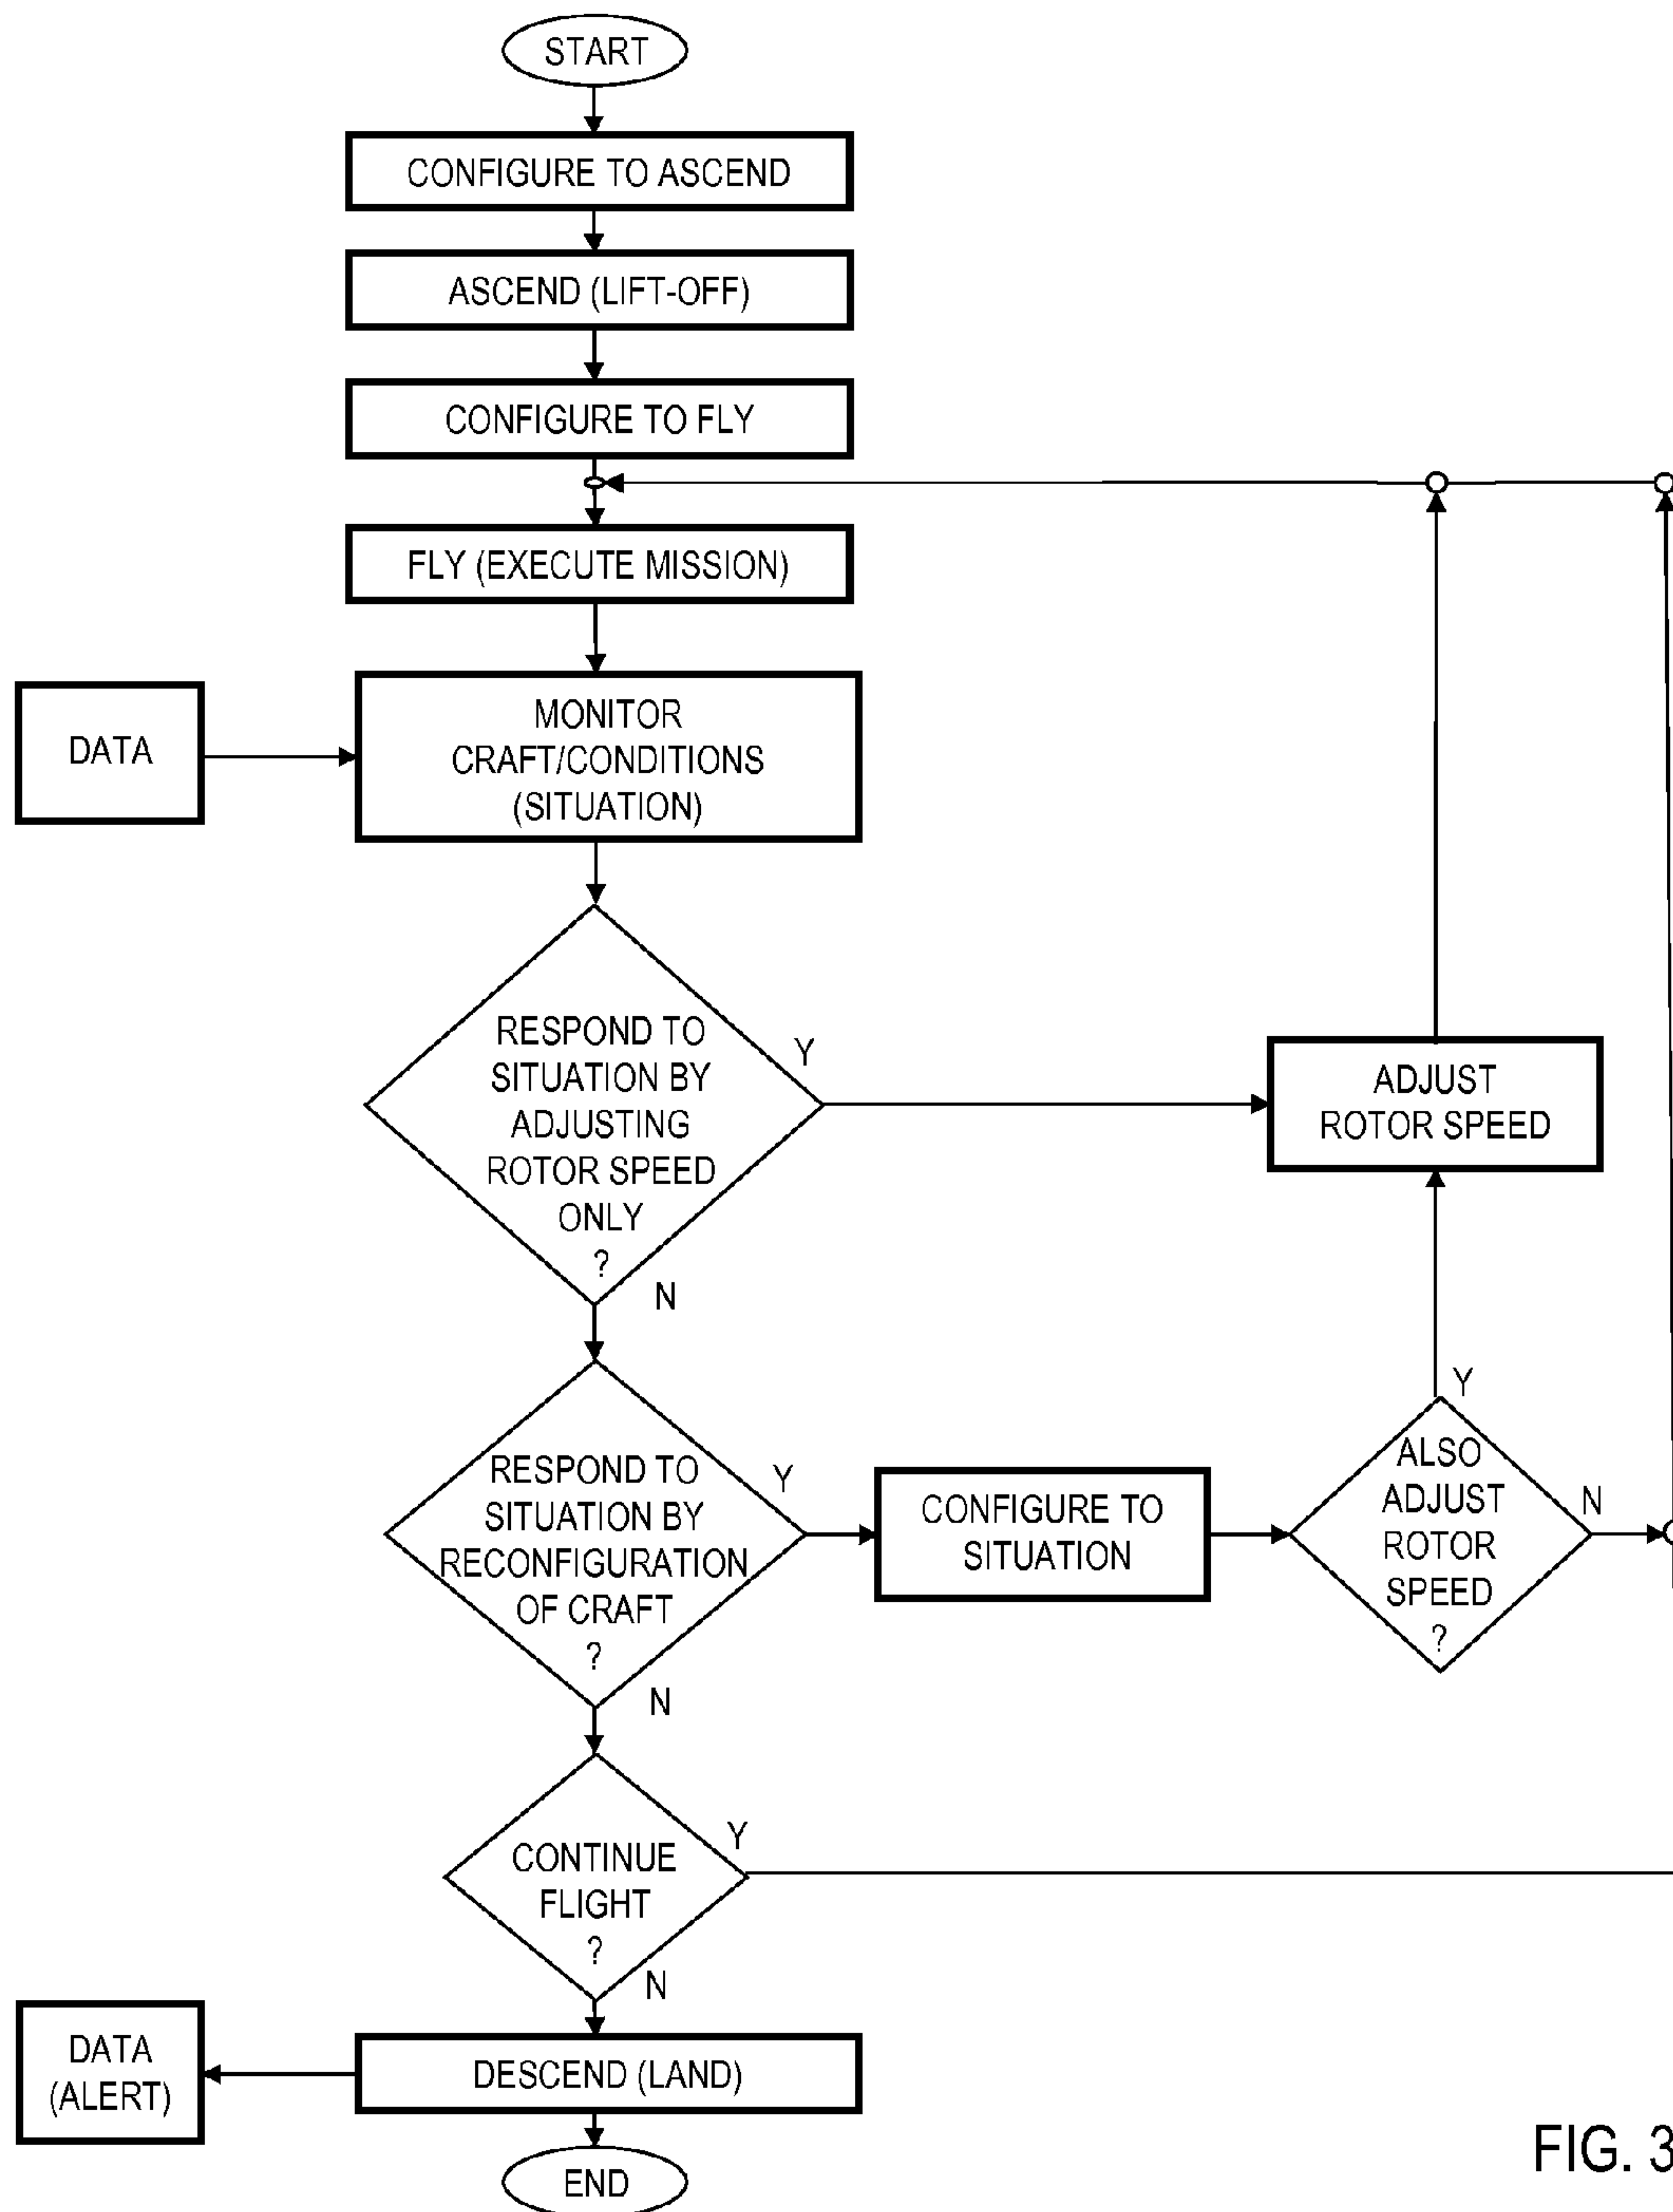 START
CONFIGURE TO ASCEND
ASCEND (LIFT-OFF)
CONFIGURE TO FLY
FLY (EXECUTE MISSION)
DATA
MONITOR
CRAFT/CONDITIONS
(SITUATION)
RESPOND TO
SITUATION BY
ADJUSTING
ROTOR SPEED
ONLY
?
Y
N
ADJUST
ROTOR SPEED
RESPOND TO
SITUATION BY
RECONFIGURATION
OF CRAFT
?
Y
N
CONFIGURE TO
SITUATION
ALSO
ADJUST
ROTOR
SPEED
?
Y
N
CONTINUE
FLIGHT
?
Y
N
DATA
(ALERT)
DESCEND (LAND)
END
FIG. 3